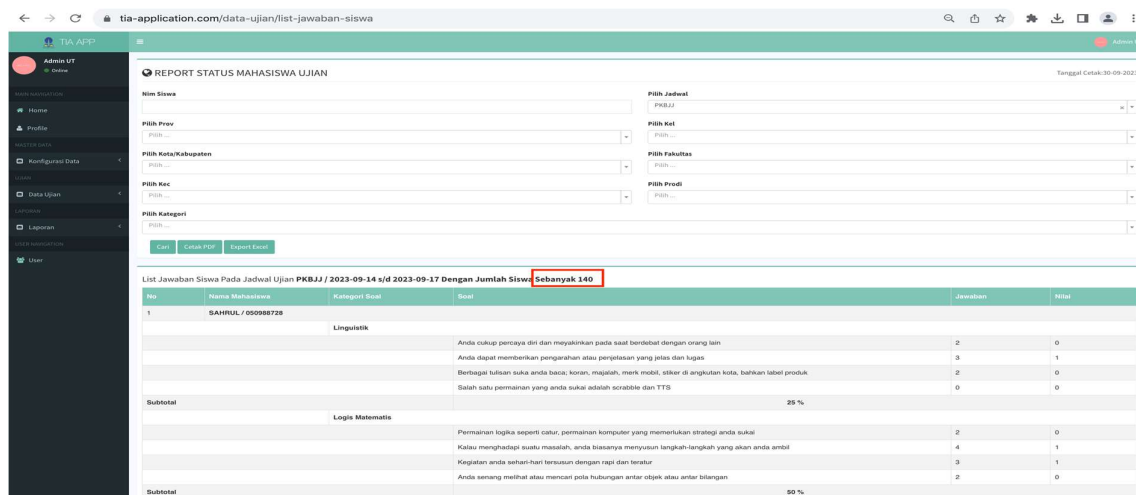 tia-application.com/data-ujian/list-jawaban-siswa
TIA APP
Admin
Admin UT
Online
REPORT STATUS MAHASISWA UJIAN
Tanggal Cetak:30-09-2023
MAIN NAVIGATION
Home
Profile
MASTER DATA
Konfigurasi Data
UJIAN
Data Ujian
LAPORAN
Laporan
USER NAVIGATION
User
Nim Siswa
Pilih Jadwal
PKBJJ
Pilih Prov
Pilih Kel
Pilih ...
Pilih ...
Pilih Kota/Kabupaten
Pilih Fakultas
Pilih ...
Pilih ...
Pilih Kec
Pilih Prodi
Pilih ...
Pilih ...
Pilih Kategori
Pilih ...
Cari Cetak PDF Export Excel
List Jawaban Siswa Pada Jadwal Ujian PKBJJ / 2023-09-14 s/d 2023-09-17 Dengan Jumlah Siswa Sebanyak 140
No Nama Mahasiswa Kategori Soal Soal Jawaban Nilai
1 SAHRUL / 050988728
Linguistik
Anda cukup percaya diri dan meyakinkan pada saat berdebat dengan orang lain 2 0
Anda dapat memberikan pengarahan atau penjelasan yang jelas dan lugas 3 1
Berbagai tulisan suka anda baca; koran, majalah, merk mobil, stiker di angkutan kota, bahkan label produk 2 0
Salah satu permainan yang anda sukai adalah scrabble dan TTS 0 0
Subtotal 25 %
Logis Matematis
Permainan logika seperti catur, permainan komputer yang memerlukan strategi anda sukai 2 0
Kalau menghadapi suatu masalah, anda biasanya menyusun langkah-langkah yang akan anda ambil 4 1
Kegiatan anda sehari-hari tersusun dengan rapi dan teratur 3 1
Anda senang melihat atau mencari pola hubungan antar objek atau antar bilangan 2 0
Subtotal 50 %